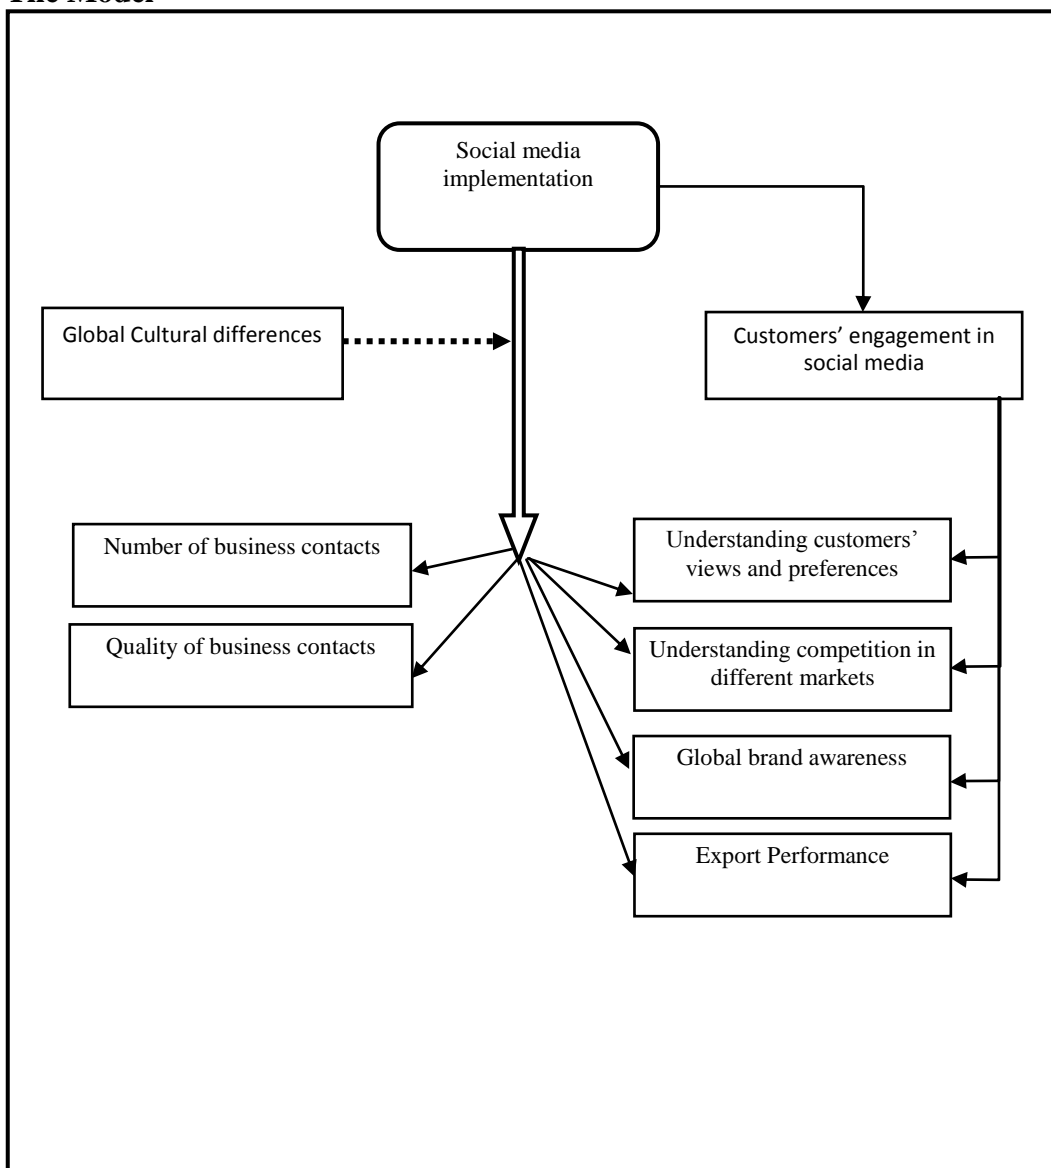 The Model
Social media
implementation
Global Cultural differences
Customers’ engagement in
social media
Number of business contacts
Understanding customers’
views and preferences
Quality of business contacts
Understanding competition in
different markets
Global brand awareness
Export Performance